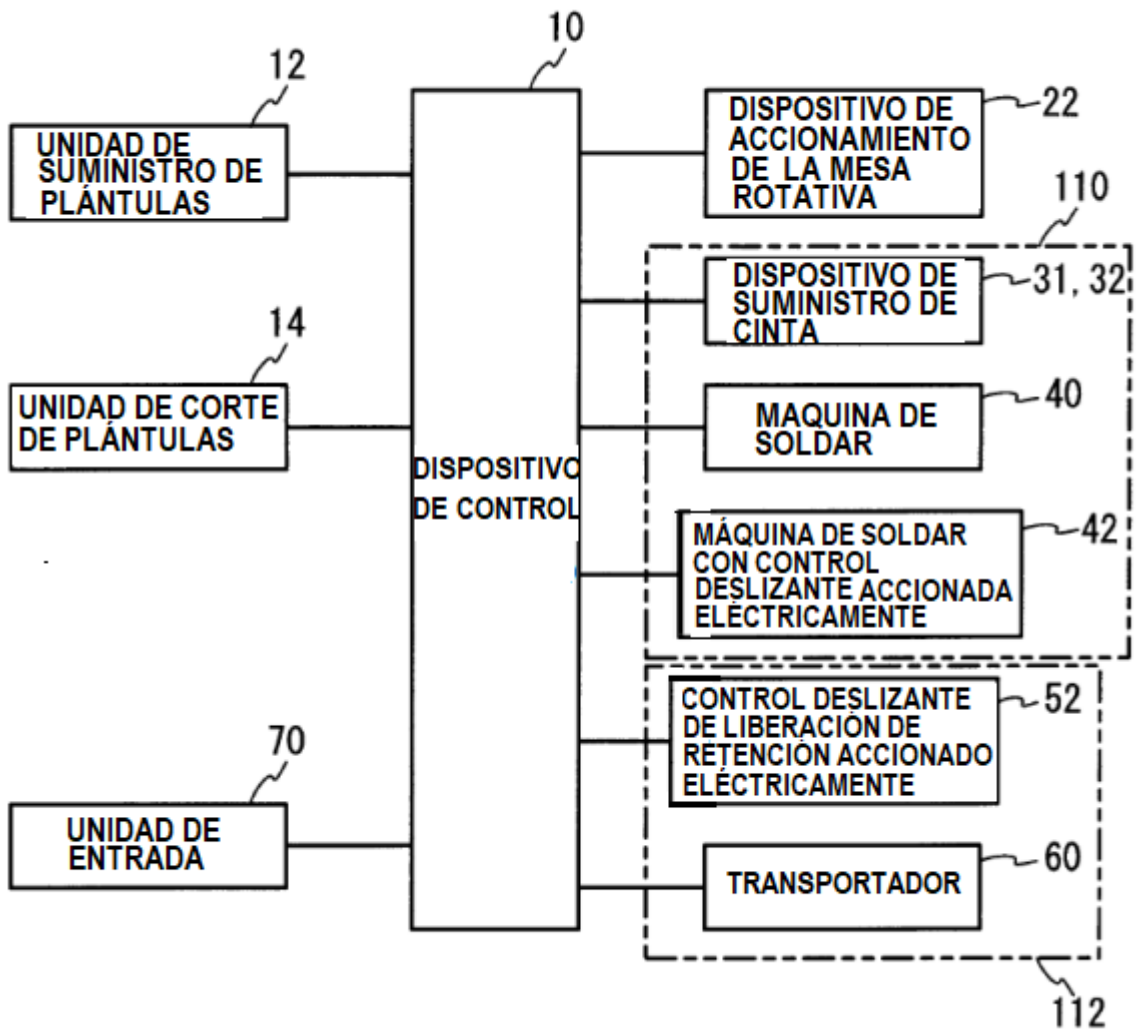 10
12
UNIDAD DE
SUMINISTRO DE
PLÁNTULAS
14
UNIDAD DE CORTE
DE PLÁNTULAS
70
UNIDAD DE
ENTRADA
DISPOSITIVO
DE CONTROL
22
DISPOSITIVO DE
ACCIONAMIENTO
DE LA MESA
ROTATIVA
110
31, 32
DISPOSITIVO DE
SUMINISTRO DE
CINTA
40
MAQUINA DE
SOLDAR
42
MÁQUINA DE SOLDAR
CON CONTROL
DESLIZANTE ACCIONADA
ELÉCTRICAMENTE
52
CONTROL DESLIZANTE
DE LIBERACIÓN DE
RETENCIÓN ACCIONADO
ELÉCTRICAMENTE
60
TRANSPORTADOR
112